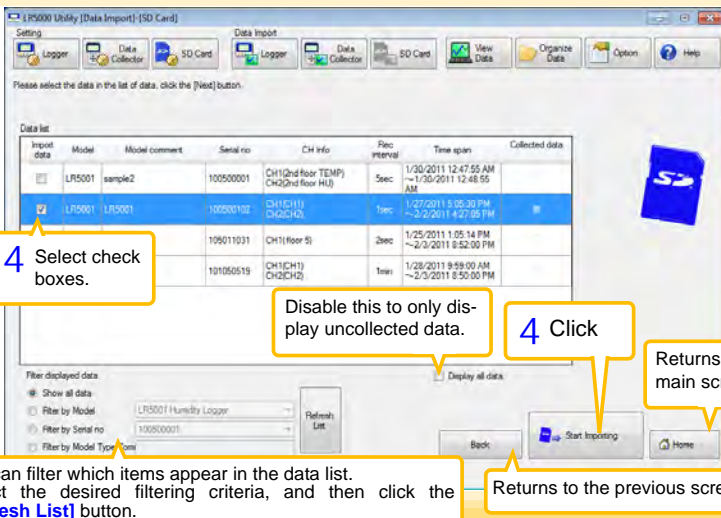 LR5000 Utility [Data Import]-[SD Card]
Setting
Data Import
Logger
Data Collector
SD Card
Logger
Data Collector
SD Card
View Data
Organize Data
Option
Help
Please select the data in the list of data, click the [Next] button.
Data list
Import data Model Model comment Serial no CH info Rec interval Time span Collected data
LR5001 sample2 100500001 CH1(2nd floor TEMP) CH2(2nd floor HU) 5sec 1/30/2011 12:47:55 AM ~1/30/2011 12:48:55 AM
LR5001 LR5001 100500102 CH1(CH1) CH2(CH2) 1sec 1/27/2011 5:05:30 PM ~2/2/2011 4:27:05 PM
105011031 CH1(floor 5) 2sec 1/25/2011 1:05:14 PM ~2/3/2011 8:52:00 PM
101050519 CH1(CH1) CH2(CH2) 1min 1/28/2011 9:59:00 AM ~2/3/2011 8:50:00 PM
SD
4 Select check
boxes.
Disable this to only dis-
play uncollected data.
4 Click
Returns
main scr
Filter displayed data
Display all data
Show all data
Filter by Model LR5001 Humidity Logger
Filter by Serial no 100500001
Filter by Model Type
Refresh List
Back
Start Importing
Home
can filter which items appear in the data list.
ct the desired filtering criteria, and then click the
esh List] button.
Returns to the previous scre